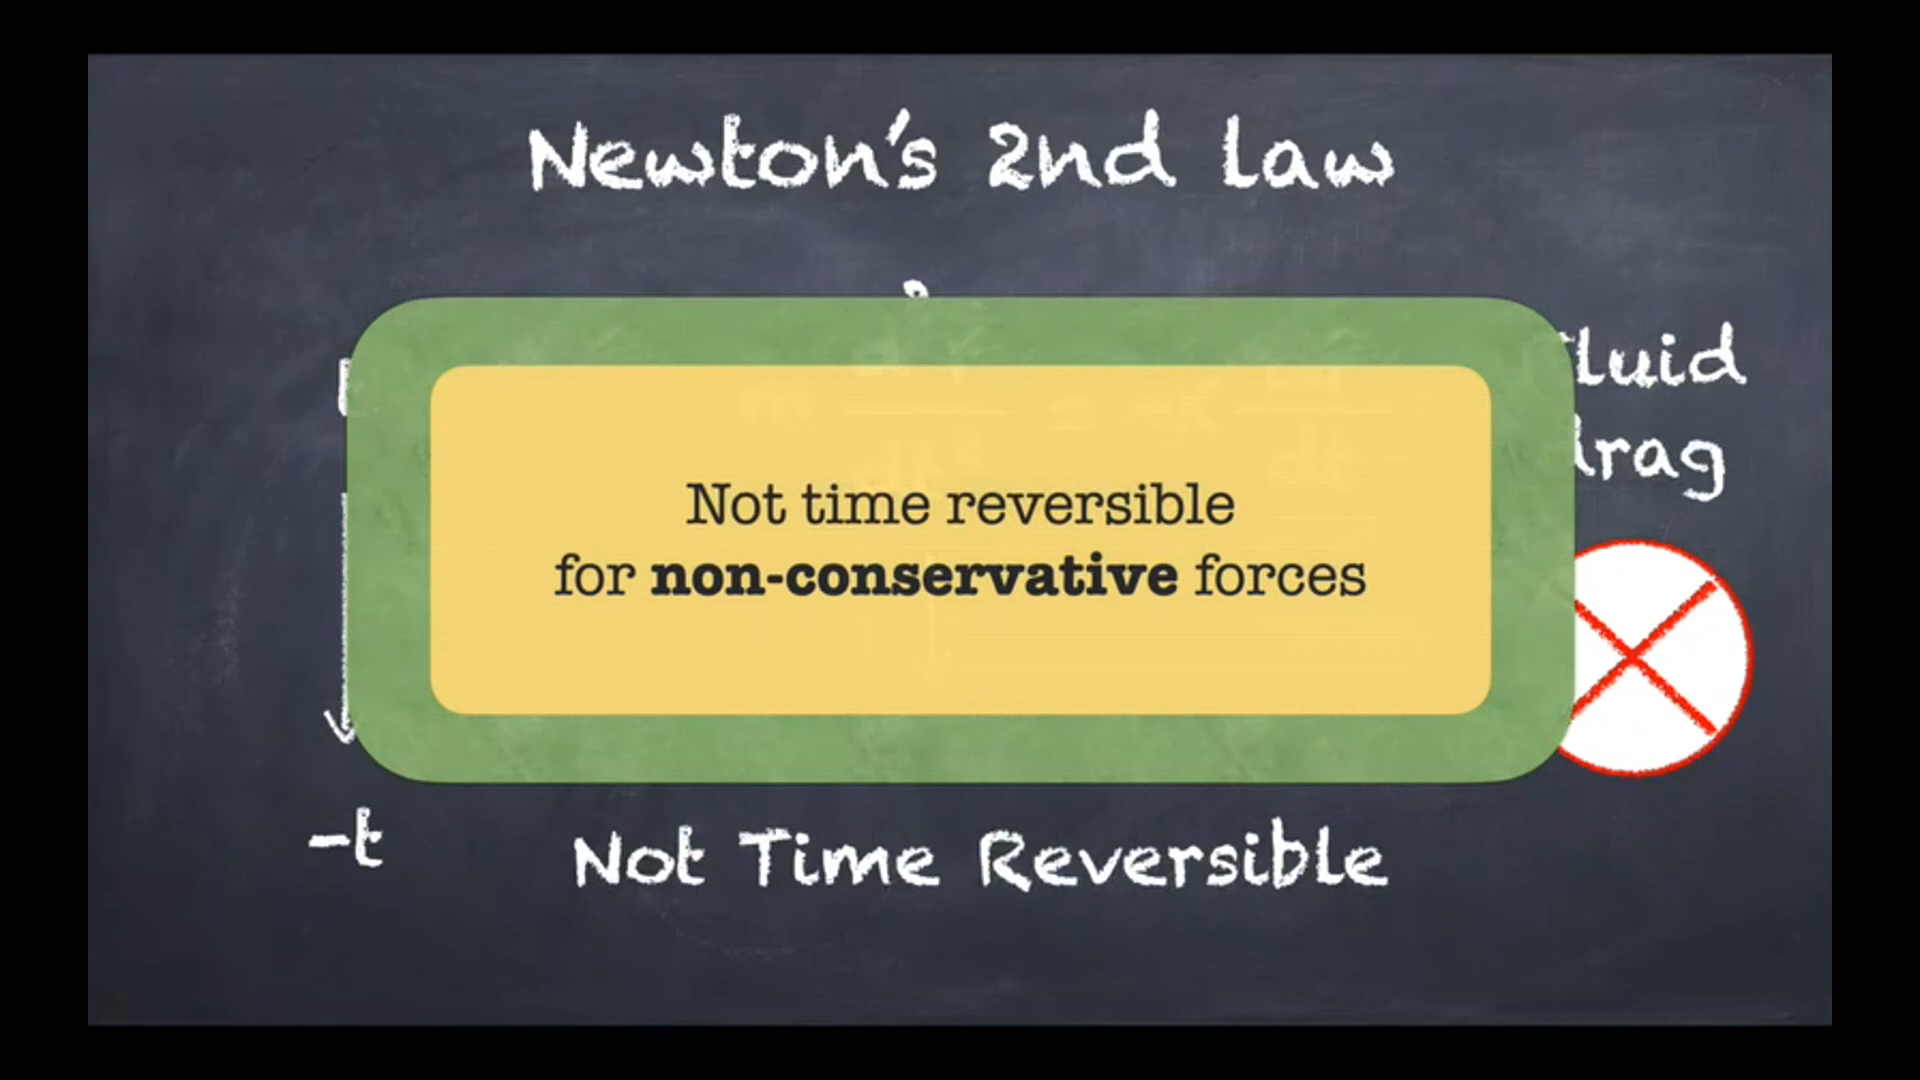 Newton's 2nd law
Not time reversible
for non-conservative forces
-t
Not Time Reversible